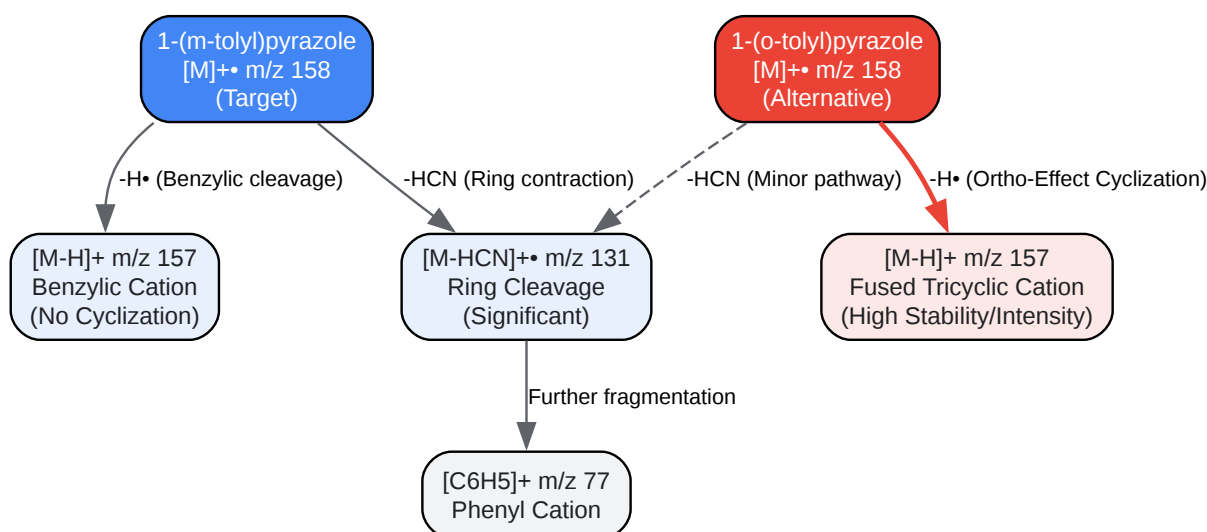 1-(m-tolyl)pyrazole
[M]+• m/z 158
(Target)
1-(o-tolyl)pyrazole
[M]+• m/z 158
(Alternative)
-H• (Benzylic cleavage)
-HCN (Ring contraction)
-HCN (Minor pathway)
-H• (Ortho-Effect Cyclization)
[M-H]+ m/z 157
Benzylic Cation
(No Cyclization)
[M-HCN]+• m/z 131
Ring Cleavage
(Significant)
[M-H]+ m/z 157
Fused Tricyclic Cation
(High Stability/Intensity)
Further fragmentation
[C6H5]+ m/z 77
Phenyl Cation